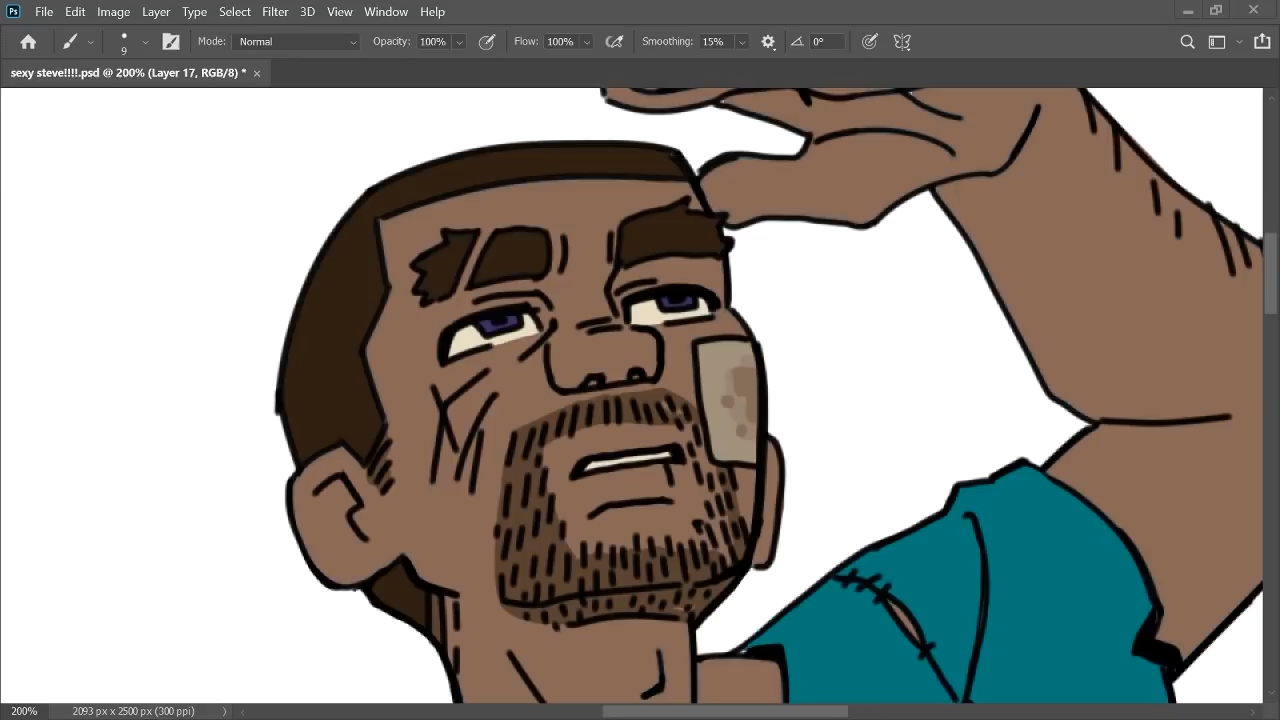 Ps File Edit Image Layer Type Select Filter 3D View Window Help
9 Mode: Normal Opacity: 100% Flow: 100% Smoothing: 15% 0°
sexy steve!!!!.psd @ 200% (Layer 17, RGB/8) * ×
200% 2093 px x 2500 px (300 ppi)